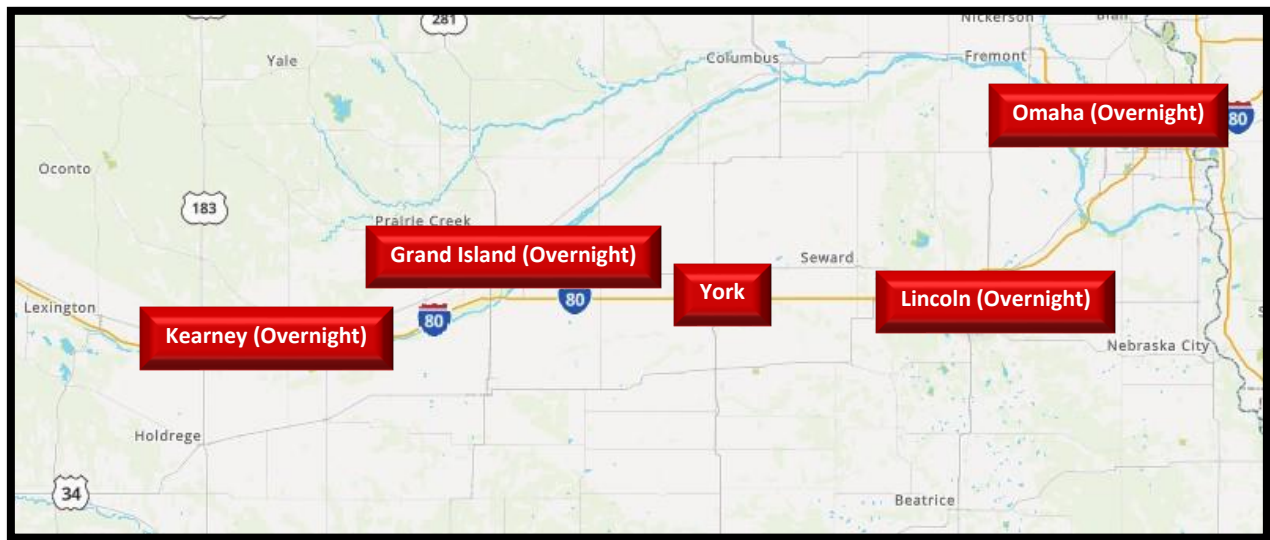 281
Nickerson
Yale
Columbus
Fremont
Omaha (Overnight)
80
Oconto
183
Prairie Creek
Grand Island (Overnight)
Seward
York
80
Lincoln (Overnight)
Lexington
80
Kearney (Overnight)
Nebraska City
Holdrege
34
Beatrice